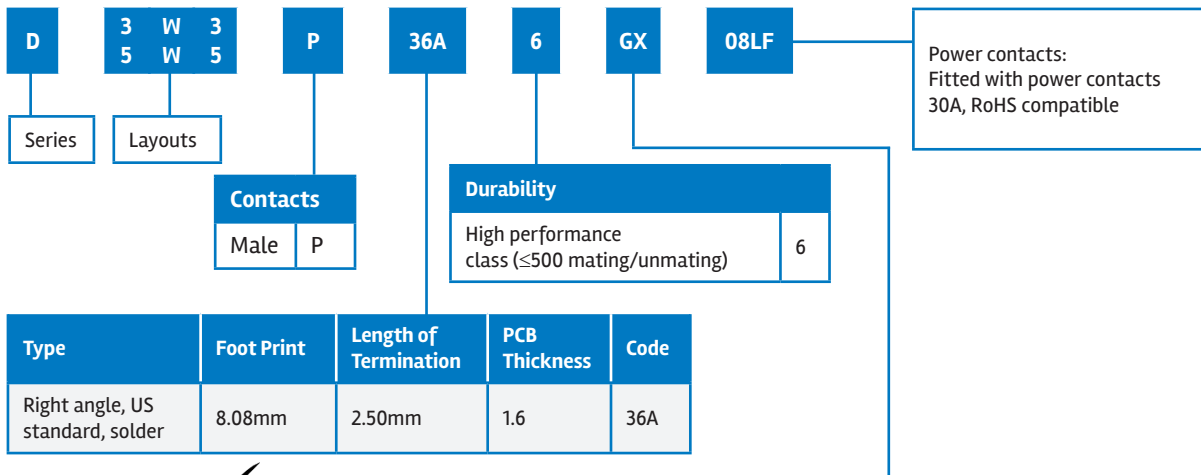 D 3 W 3 P 36A 6 GX 08LF
5 W 5
Power contacts:
Fitted with power contacts
30A, RoHS compatible
Series
Layouts
Contacts
Male P
Durability
High performance
class (≤500 mating/unmating) 6
Type Foot Print Length of Termination PCB Thickness Code
Right angle, US
standard, solder 8.08mm 2.50mm 1.6 36A